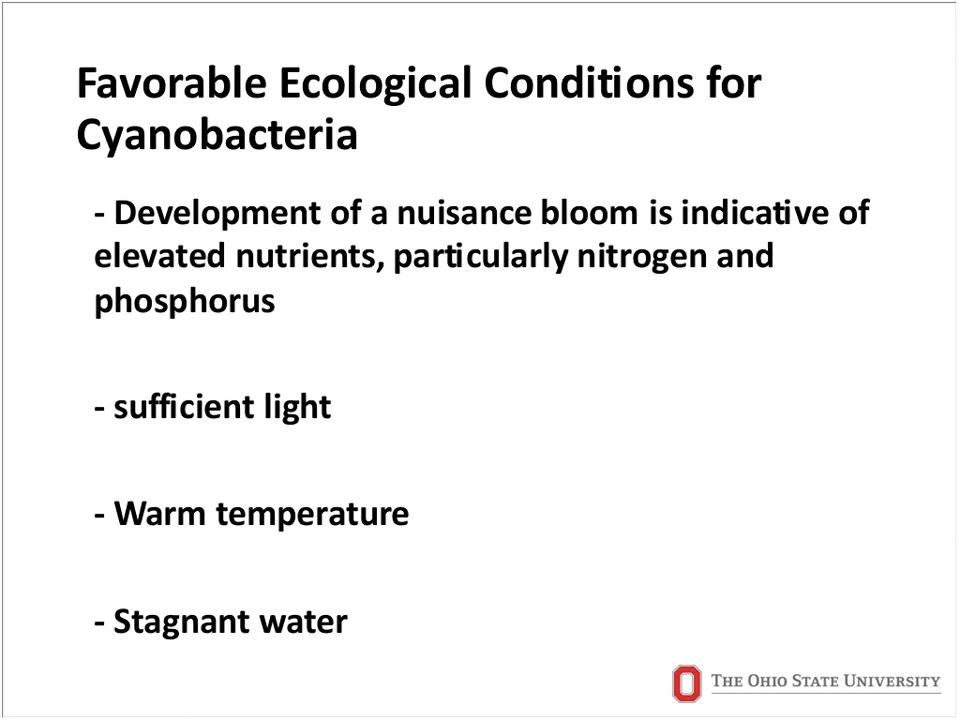 Favorable Ecological Conditions for
Cyanobacteria
- Development of a nuisance bloom is indicative of
elevated nutrients, particularly nitrogen and
phosphorus
- sufficient light
- Warm temperature
- Stagnant water
THE OHIO STATE UNIVERSITY